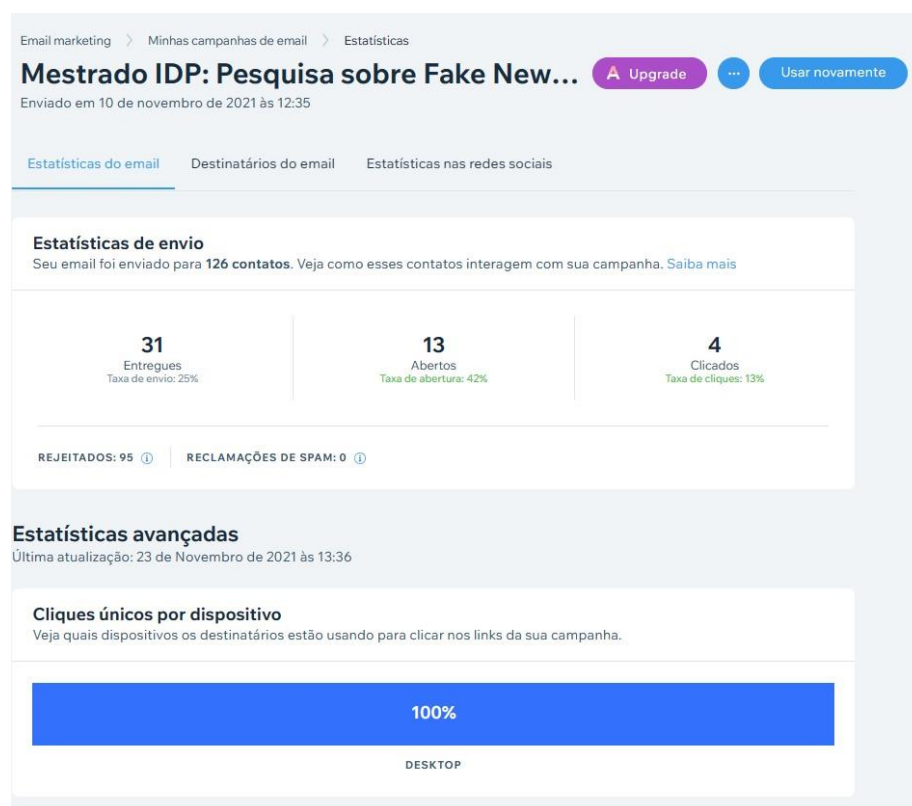 Email marketing > Minhas campanhas de email > Estatísticas
Mestrado IDP: Pesquisa sobre Fake New... Upgrade ... Usar novamente
Enviado em 10 de novembro de 2021 às 12:35
Estatísticas do email Destinatários do email Estatísticas nas redes sociais
Estatísticas de envio
Seu email foi enviado para 126 contatos. Veja como esses contatos interagem com sua campanha. Saiba mais
31 13 4
Entregues Abertos Clicados
Taxa de envio: 25% Taxa de abertura: 42% Taxa de cliques: 13%
REJEITADOS: 95 RECLAMAÇÕES DE SPAM: 0
Estatísticas avançadas
Última atualização: 23 de Novembro de 2021 às 13:36
Cliques únicos por dispositivo
Veja quais dispositivos os destinatários estão usando para clicar nos links da sua campanha.
100%
DESKTOP